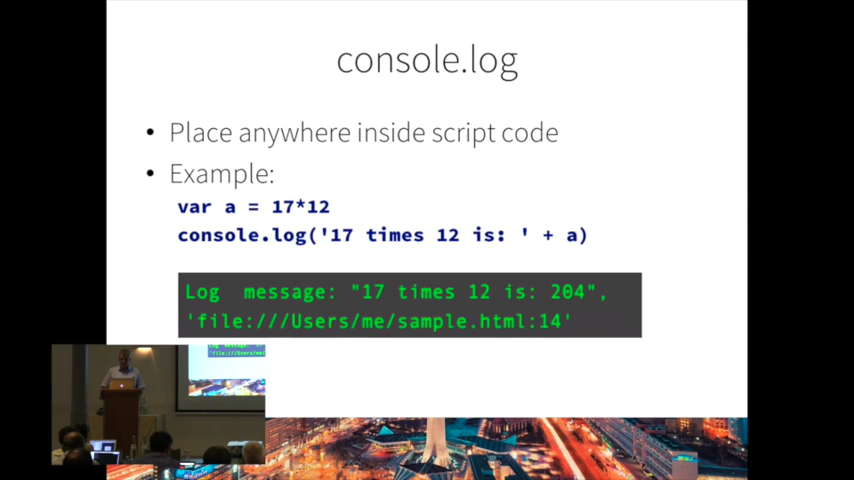 console.log
• Place anywhere inside script code
• Example:
var a = 17*12
console.log('17 times 12 is: ' + a)
Log message: "17 times 12 is: 204",
'file:///Users/me/sample.html:14'